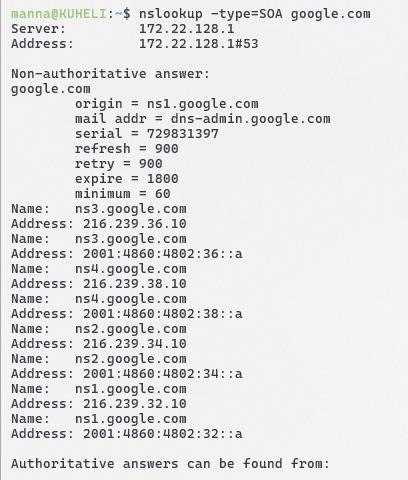 manna@KUHELI:~$ nslookup -type=SOA google.com
Server:         172.22.128.1
Address:        172.22.128.1#53

Non-authoritative answer:
google.com
        origin = ns1.google.com
        mail addr = dns-admin.google.com
        serial = 729831397
        refresh = 900
        retry = 900
        expire = 1800
        minimum = 60
Name:   ns3.google.com
Address: 216.239.36.10
Name:   ns3.google.com
Address: 2001:4860:4802:36::a
Name:   ns4.google.com
Address: 216.239.38.10
Name:   ns4.google.com
Address: 2001:4860:4802:38::a
Name:   ns2.google.com
Address: 216.239.34.10
Name:   ns2.google.com
Address: 2001:4860:4802:34::a
Name:   ns1.google.com
Address: 216.239.32.10
Name:   ns1.google.com
Address: 2001:4860:4802:32::a

Authoritative answers can be found from: